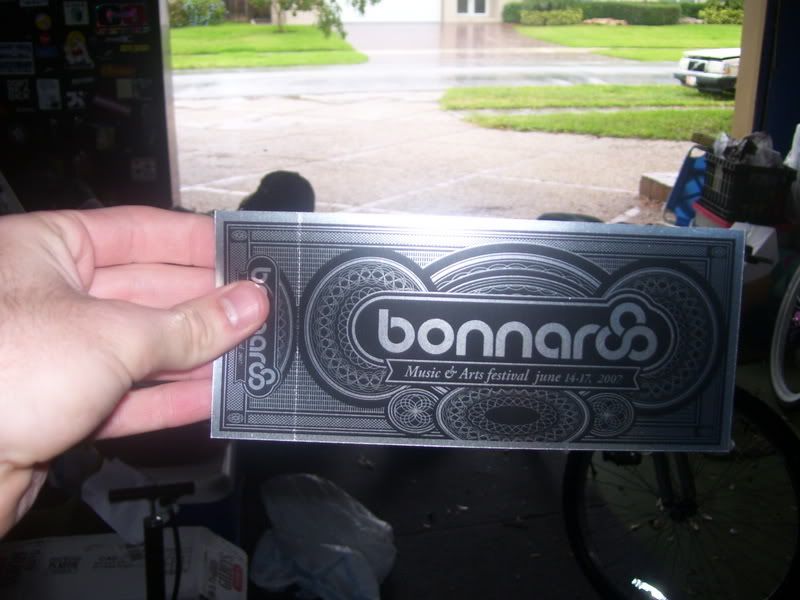 bonnaroo
Music & Arts festival june 14-17, 2007